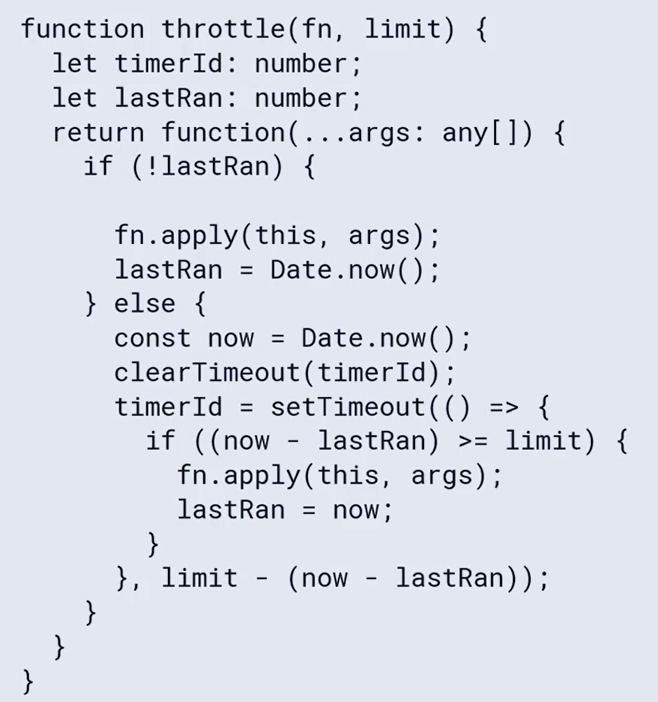 function throttle(fn, limit) {
  let timerId: number;
  let lastRan: number;
  return function(...args: any[]) {
    if (!lastRan) {

      fn.apply(this, args);
      lastRan = Date.now();
    } else {
      const now = Date.now();
      clearTimeout(timerId);
      timerId = setTimeout(() => {
        if ((now - lastRan) >= limit) {
          fn.apply(this, args);
          lastRan = now;
        }
      }, limit - (now - lastRan));
    }
  }
}